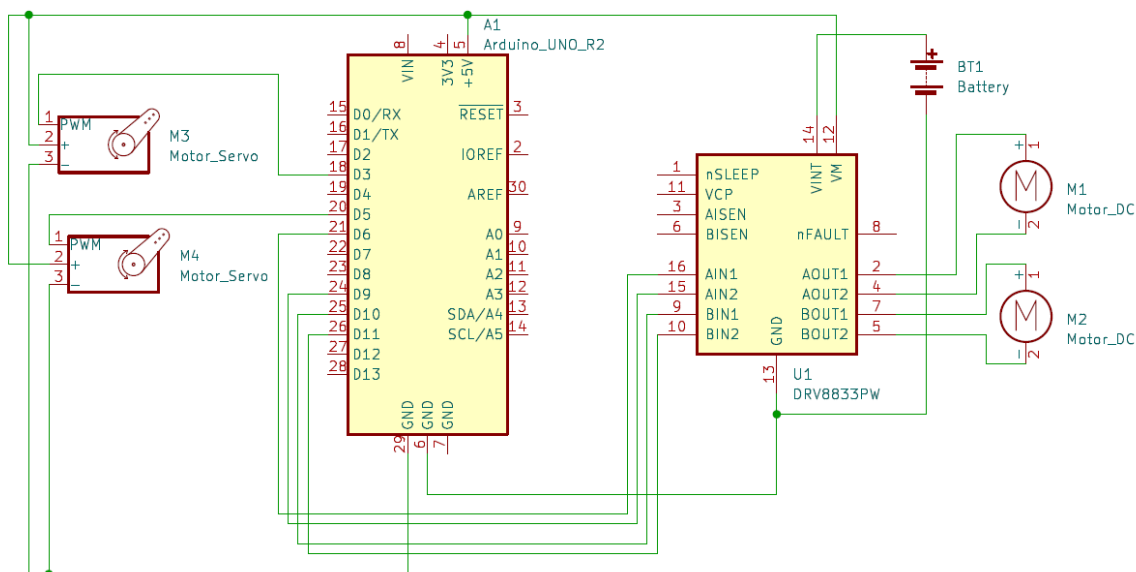 A1
Arduino_UNO_R2
8
4
5
VIN
3V3
+5V
15 D0/RX
16 D1/TX
17 D2
18 D3
19 D4
20 D5
21 D6
22 D7
23 D8
24 D9
25 D10
26 D11
27 D12
28 D13
RESET 3
IOREF 2
AREF 30
A0 9
A1 10
A2 11
A3 12
SDA/A4 13
SCL/A5 14
GND
GND
GND
29
6
7
1 PWM
2 +
3 −
M3
Motor_Servo
1 PWM
2 +
3 −
M4
Motor_Servo
+
BT1
Battery
14
12
VINT
VM
1 nSLEEP
11 VCP
3 AISEN
6 BISEN
16 AIN1
15 AIN2
9 BIN1
10 BIN2
nFAULT 8
AOUT1 2
AOUT2 4
BOUT1 7
BOUT2 5
GND
13
U1
DRV8833PW
+ 1
M
− 2
M1
Motor_DC
+ 1
M
− 2
M2
Motor_DC